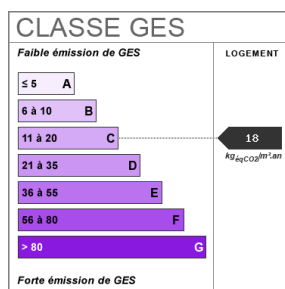 CLASSE GES
Faible émission de GES
LOGEMENT
≤ 5 A
6 à 10 B
11 à 20 C
18
kgéqCO2/m².an
21 à 35 D
36 à 55 E
56 à 80 F
> 80 G
Forte émission de GES